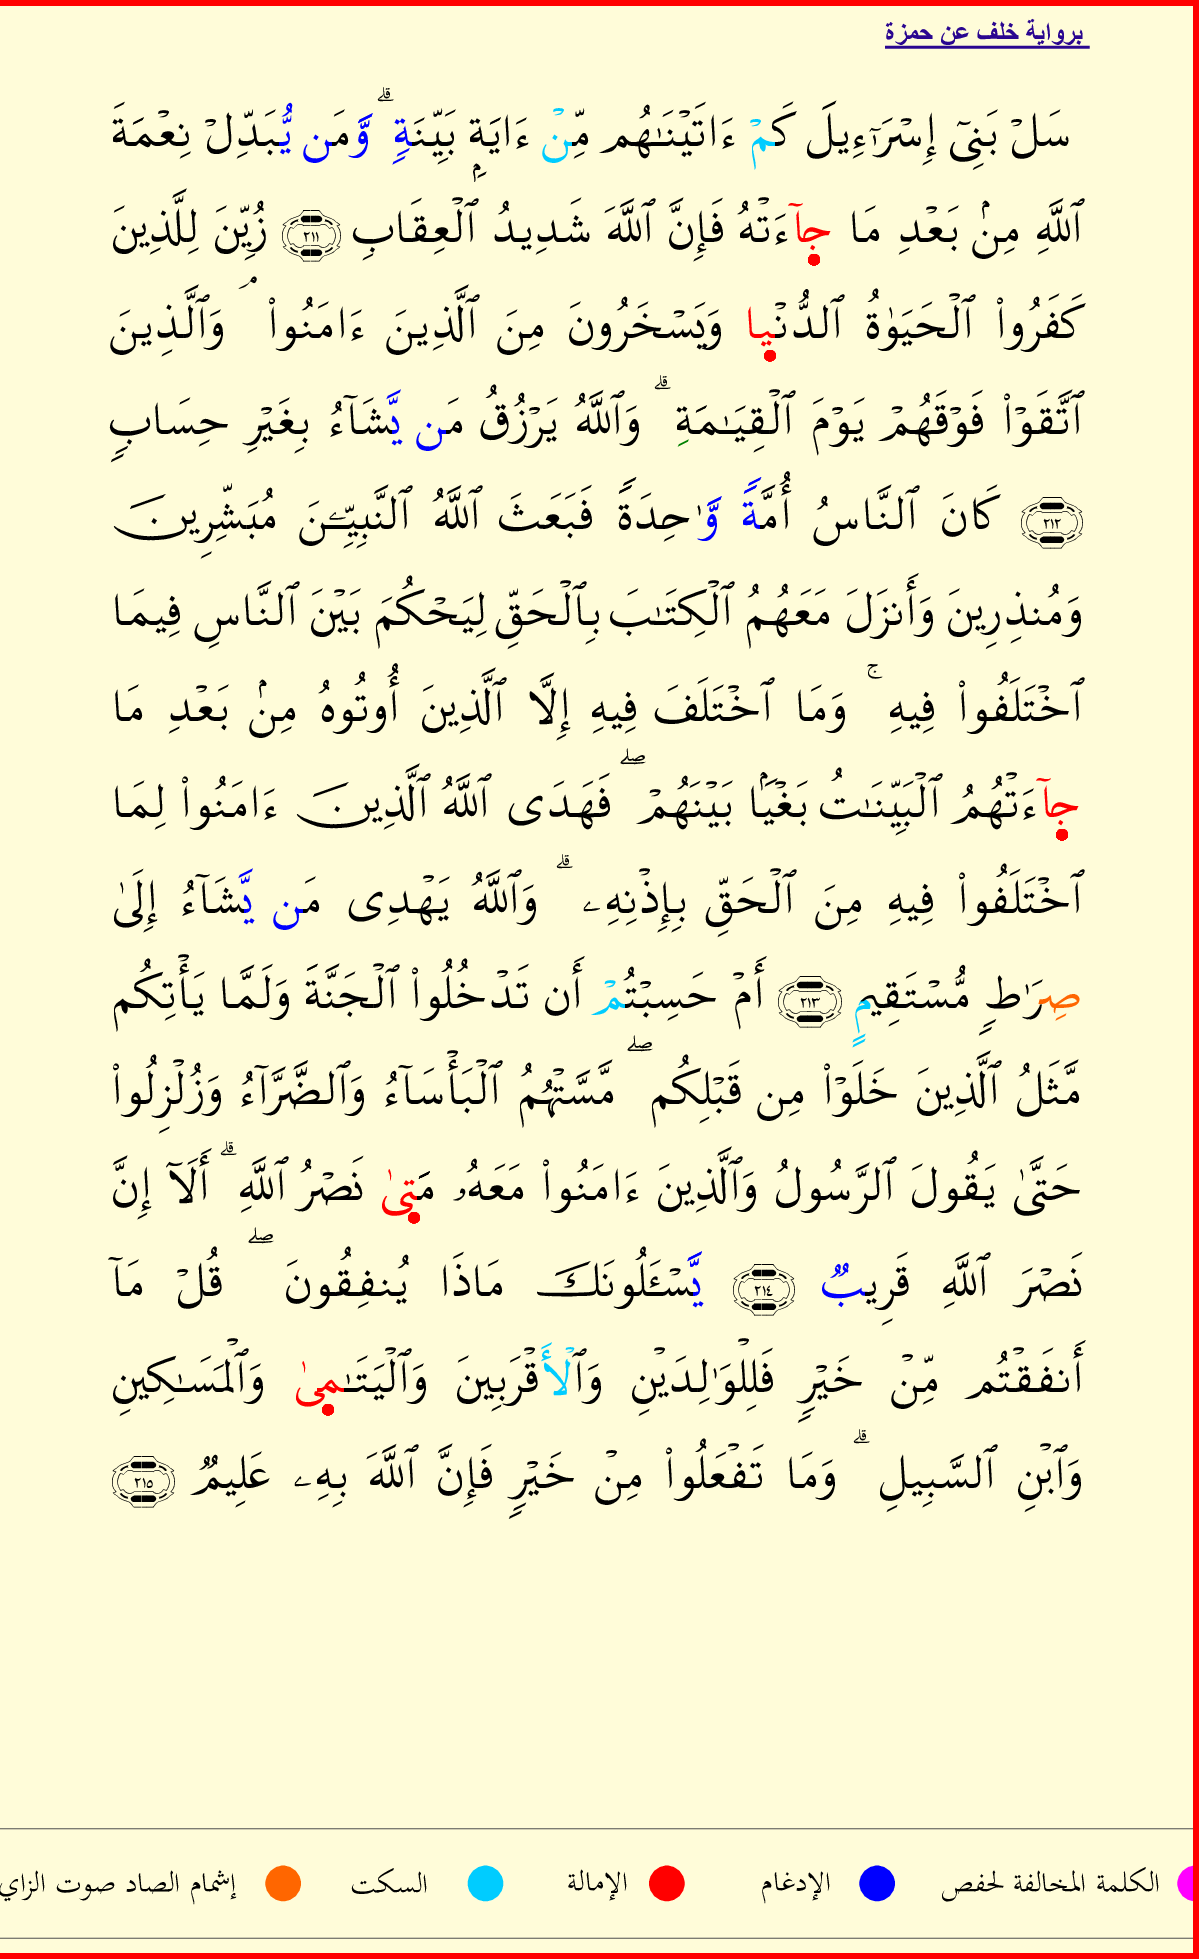 برواية خلف عن حمزة
سَلۡ بَنِيٓ إِسۡرَـٰٓءِيلَ كَمۡ ءَاتَيۡنَـٰهُم مِّنۡ ءَايَةِۭ بَيِّنَةٖۗ وَّمَن يُّبَدِّلۡ نِعۡمَةَ
ٱللَّهِ مِنۢ بَعۡدِ مَا جآءَتۡهُ فَإِنَّ ٱللَّهَ شَدِيدُ ٱلۡعِقَابِ ٢١١ زُيِّنَ لِلَّذِينَ
كَفَرُواْ ٱلۡحَيَوٰةُ ٱلدُّنۡيا وَيَسۡخَرُونَ مِنَ ٱلَّذِينَ ءَامَنُواْۘ وَٱلَّذِينَ
ٱتَّقَوۡاْ فَوۡقَهُمۡ يَوۡمَ ٱلۡقِيَـٰمَةِۗ وَٱللَّهُ يَرۡزُقُ مَن يَّشَآءُ بِغَيۡرِ حِسَابٖ
٢١٢ كَانَ ٱلنَّاسُ أُمَّةٗ وَّٰحِدَةٗ فَبَعَثَ ٱللَّهُ ٱلنَّبِيِّـۧنَ مُبَشِّرِينَ
وَمُنذِرِينَ وَأَنزَلَ مَعَهُمُ ٱلۡكِتَـٰبَ بِٱلۡحَقِّ لِيَحۡكُمَ بَيۡنَ ٱلنَّاسِ فِيمَا
ٱخۡتَلَفُواْ فِيهِۚ وَمَا ٱخۡتَلَفَ فِيهِ إِلَّا ٱلَّذِينَ أُوتُوهُ مِنۢ بَعۡدِ مَا
جآءَتۡهُمُ ٱلۡبَيِّنَـٰتُ بَغۡيَۢا بَيۡنَهُمۡۖ فَهَدَى ٱللَّهُ ٱلَّذِينَ ءَامَنُواْ لِمَا
ٱخۡتَلَفُواْ فِيهِ مِنَ ٱلۡحَقِّ بِإِذۡنِهِۦۗ وَٱللَّهُ يَهۡدِي مَن يَّشَآءُ إِلَىٰ
صِرَٰطٖ مُّسۡتَقِيمٍ ٢١٣ أَمۡ حَسِبۡتُمۡ أَن تَدۡخُلُواْ ٱلۡجَنَّةَ وَلَمَّا يَأۡتِكُم
مَّثَلُ ٱلَّذِينَ خَلَوۡاْ مِن قَبۡلِكُمۖ مَّسَّتۡهُمُ ٱلۡبَأۡسَآءُ وَٱلضَّرَّآءُ وَزُلۡزِلُواْ
حَتَّىٰ يَقُولَ ٱلرَّسُولُ وَٱلَّذِينَ ءَامَنُواْ مَعَهُۥ مَتىٰ نَصۡرُ ٱللَّهِۗ أَلَآ إِنَّ
نَصۡرَ ٱللَّهِ قَرِيبٞ ٢١٤ يَّسۡـَٔلُونَكَ مَاذَا يُنفِقُونَۖ قُلۡ مَآ
أَنفَقۡتُم مِّنۡ خَيۡرٖ فَلِلۡوَٰلِدَيۡنِ وَٱلۡأَقۡرَبِينَ وَٱلۡيَتَـٰمىٰ وَٱلۡمَسَـٰكِينِ
وَٱبۡنِ ٱلسَّبِيلِۗ وَمَا تَفۡعَلُواْ مِنۡ خَيۡرٖ فَإِنَّ ٱللَّهَ بِهِۦ عَلِيمٞ ٢١٥
الكلمة المخالفة لحفص الإدغام الإمالة السكت إشمام الصاد صوت الزاي